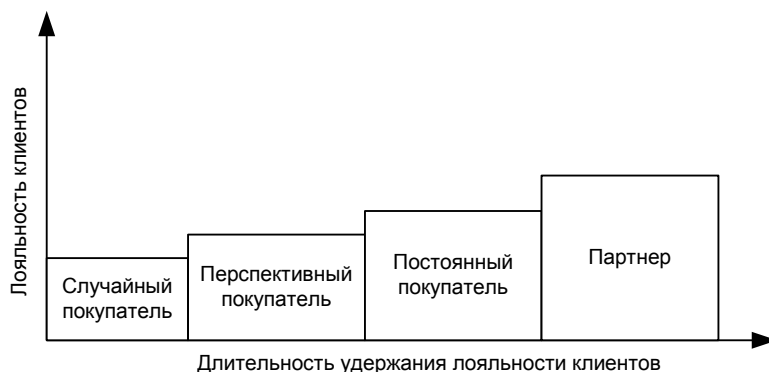 Лояльность клиентов
Случайный
покупатель
Перспективный
покупатель
Постоянный
покупатель
Партнер
Длительность удержания лояльности клиентов